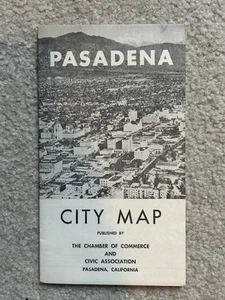 PASADENA
CITY MAP
PUBLISHED BY
THE CHAMBER OF COMMERCE
AND
CIVIC ASSOCIATION
PASADENA, CALIFORNIA